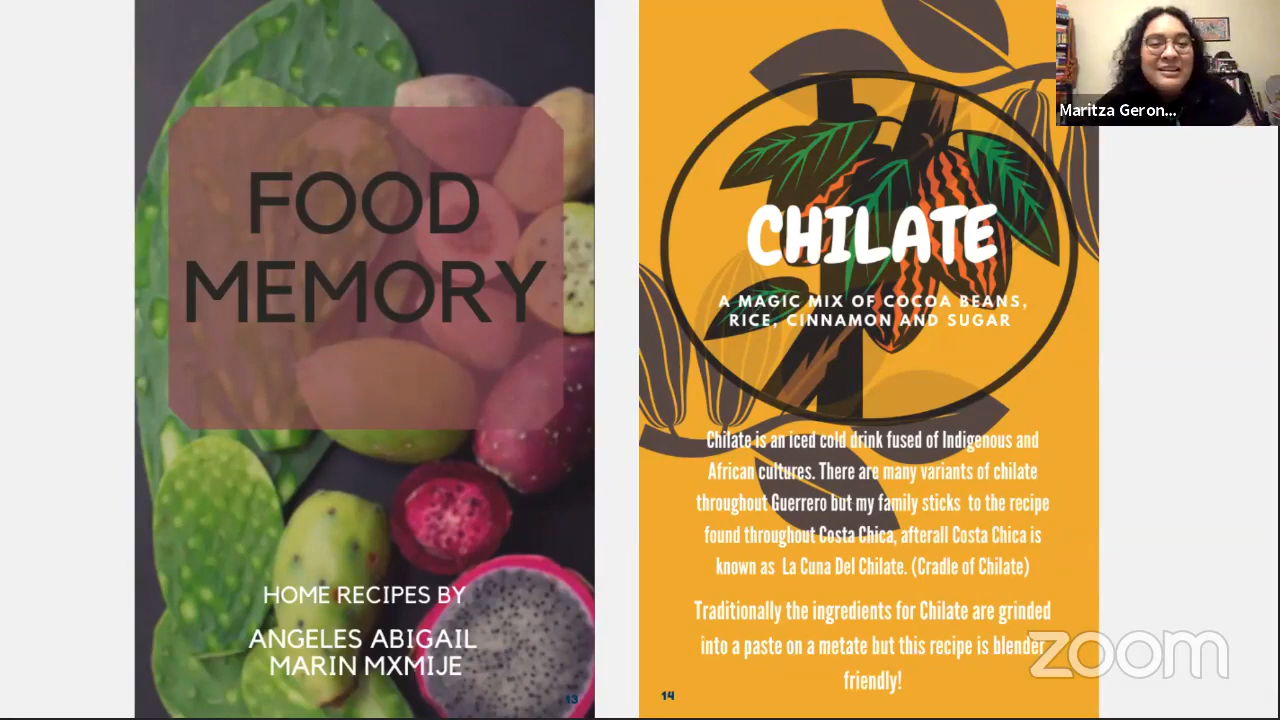 FOOD
MEMORY
HOME RECIPES BY
ANGELES ABIGAIL
MARIN MXMIJE
13
CHILATE
A MAGIC MIX OF COCOA BEANS,
RICE, CINNAMON AND SUGAR
Chilate is an iced cold drink fused of Indigenous and
African cultures. There are many variants of chilate
throughout Guerrero but my family sticks to the recipe
found throughout Costa Chica, afterall Costa Chica is
known as La Cuna Del Chilate. (Cradle of Chilate)
Traditionally the ingredients for Chilate are grinded
into a paste on a metate but this recipe is blender
friendly!
14
Maritza Geron...
zoom